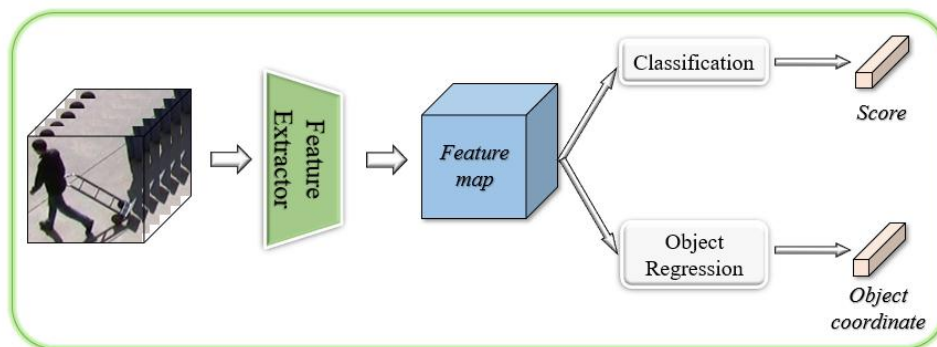 Feature
Extractor
Feature
map
Classification
Score
Object
Regression
Object
coordinate